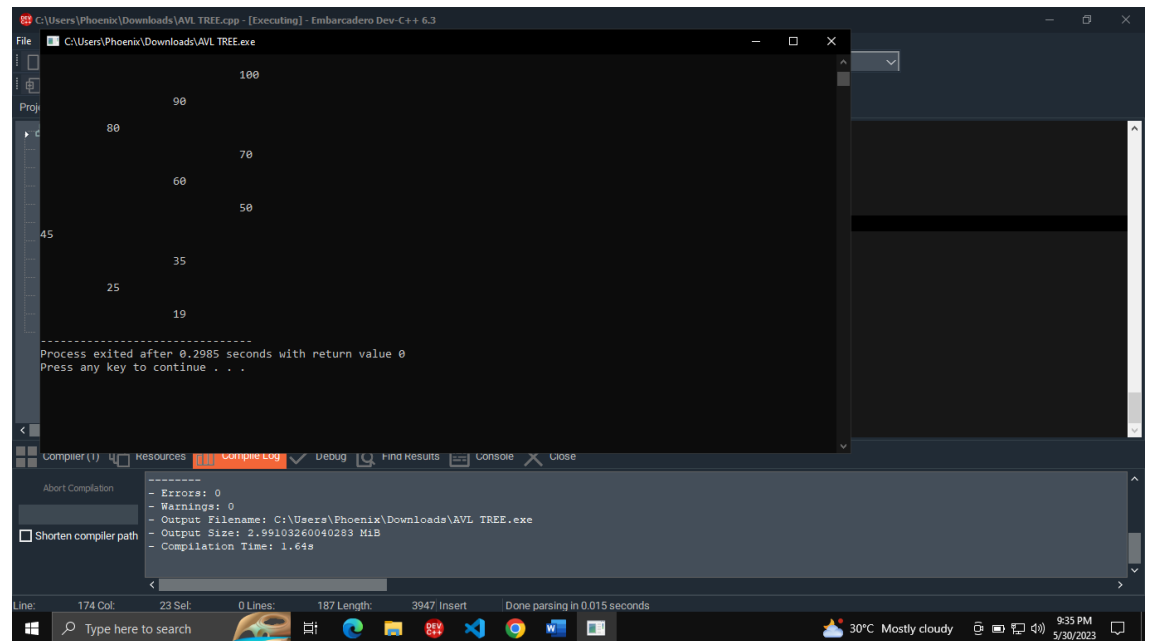 C:\Users\Phoenix\Downloads\AVL TREE.cpp - [Executing] - Embarcadero Dev-C++ 6.3
File
C:\Users\Phoenix\Downloads\AVL TREE.exe
100
90
80
70
60
50
45
35
25
19
--------------------------------
Process exited after 0.2985 seconds with return value 0
Press any key to continue . . .
Compiler (1) Resources Compile Log Debug Find Results Console Close
Abort Compilation
Shorten compiler path
--------
- Errors: 0
- Warnings: 0
- Output Filename: C:\Users\Phoenix\Downloads\AVL TREE.exe
- Output Size: 2.99103260040283 MiB
- Compilation Time: 1.64s
Line: 174 Col: 23 Sel: 0 Lines: 187 Length: 3947 Insert Done parsing in 0.015 seconds
Type here to search
30°C Mostly cloudy
9:35 PM
5/30/2023